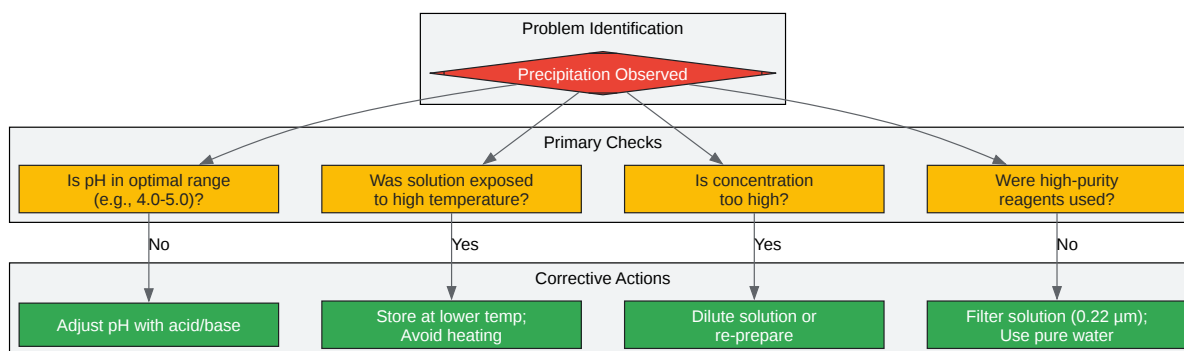 Problem Identification
Precipitation Observed
Primary Checks
Is pH in optimal range
(e.g., 4.0-5.0)?
Was solution exposed
to high temperature?
Is concentration
too high?
Were high-purity
reagents used?
No
Yes
Yes
No
Corrective Actions
Adjust pH with acid/base
Store at lower temp;
Avoid heating
Dilute solution or
re-prepare
Filter solution (0.22 µm);
Use pure water